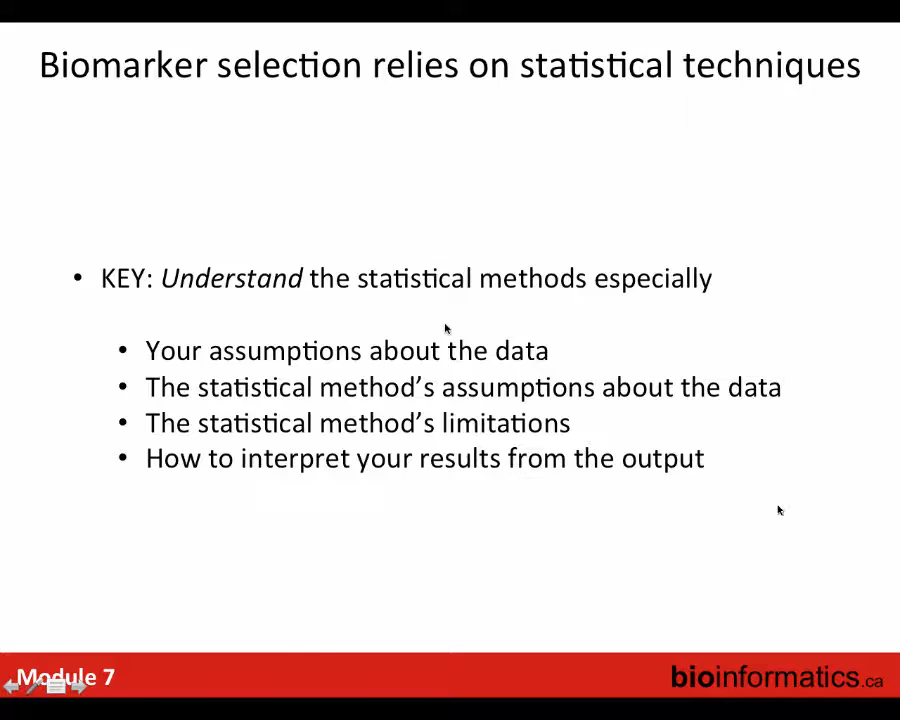 Biomarker selection relies on statistical techniques
• KEY: Understand the statistical methods especially
• Your assumptions about the data
• The statistical method’s assumptions about the data
• The statistical method’s limitations
• How to interpret your results from the output
Module 7
bioinformatics.ca